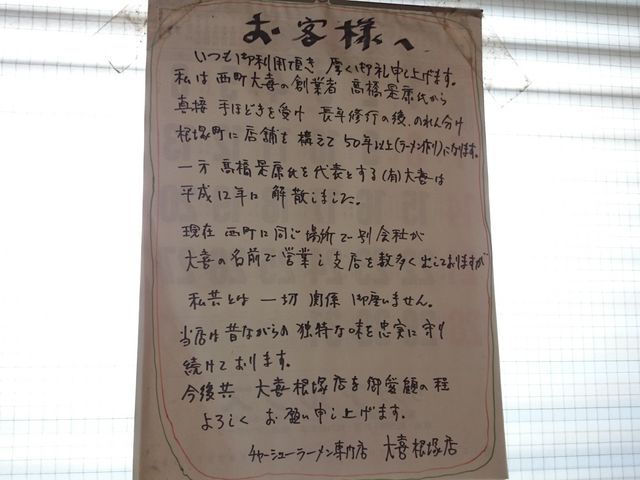 お客様へ
いつも御利用頂き 厚く御礼申し上げます。
私は 西町大喜の創業者 高橋是康氏から
直接 手ほどきを受け 長年修行の後、のれん分け
根塚町に店舗を構えて 50年以上(ラーメン作り)になります。
一方 高橋是康氏を代表とする(有)大喜は
平成12年に 解散しました。
現在 西町に同じ場所で別会社が
大喜の名前で営業し支店を数多く出しておりますが
私共とは 一切 関係 御座いません。
当店は昔ながらの 独特な味を忠実に守り
続けております。
今後共 大喜根塚店を御愛顧の程
よろしく お願い申し上げます。
チャーシューラーメン専門店 大喜根塚店